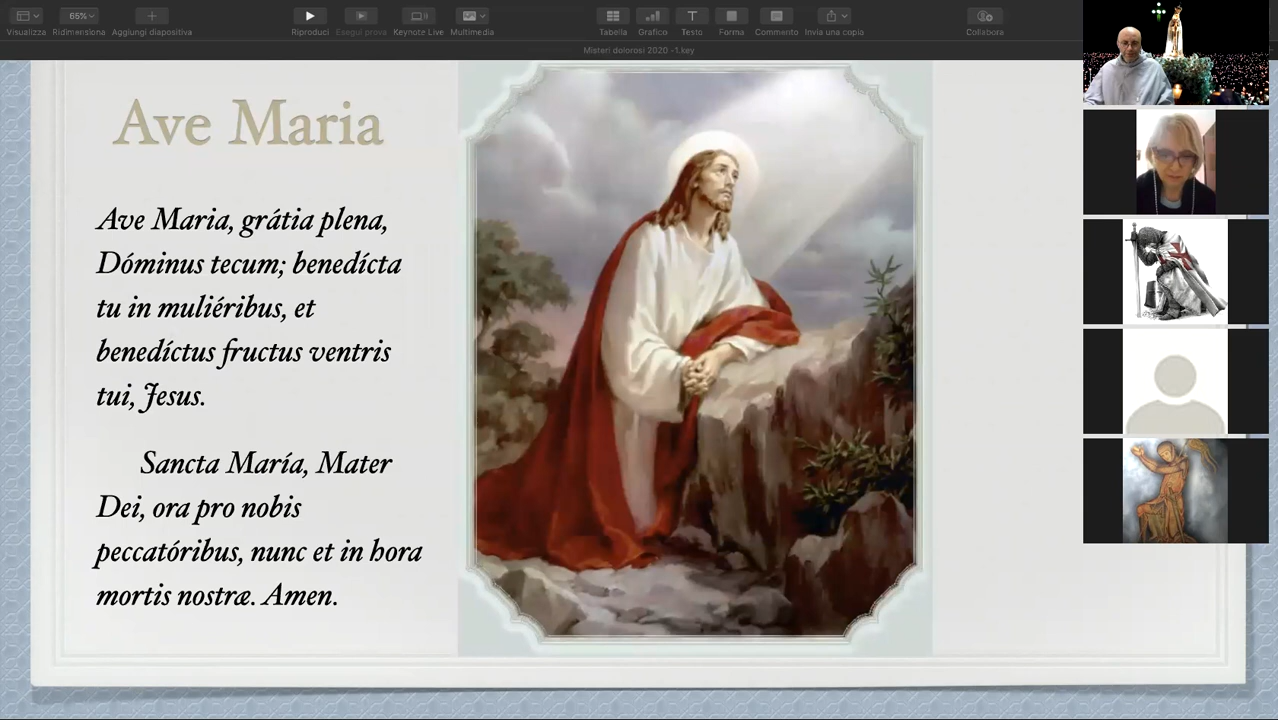 65%
Visualizza
Ridimensiona
Aggiungi diapositiva
Riproduci
Esegui prova
Keynote Live
Multimedia
Tabella
Grafico
Testo
Forma
Commento
Invia una copia
Collabora
Misteri dolorosi 2020 -1.key
Ave Maria
Ave Maria, grátia plena,
Dóminus tecum; benedícta
tu in muliéribus, et
benedíctus fructus ventris
tui, Jesus.
Sancta María, Mater
Dei, ora pro nobis
peccatóribus, nunc et in hora
mortis nostræ. Amen.